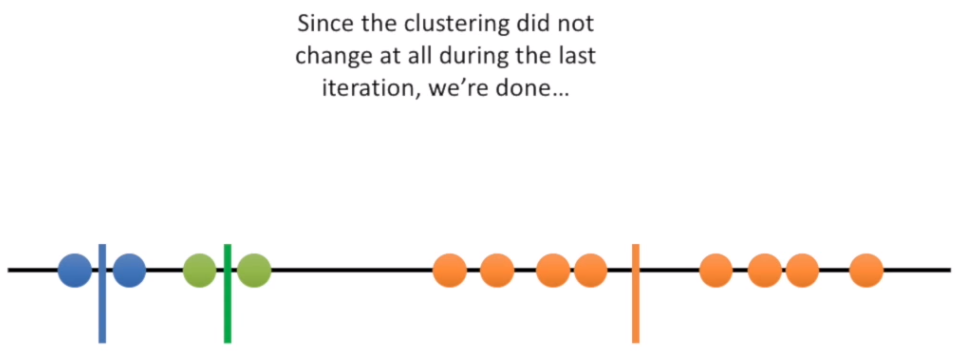 Since the clustering did not
change at all during the last
iteration, we’re done…